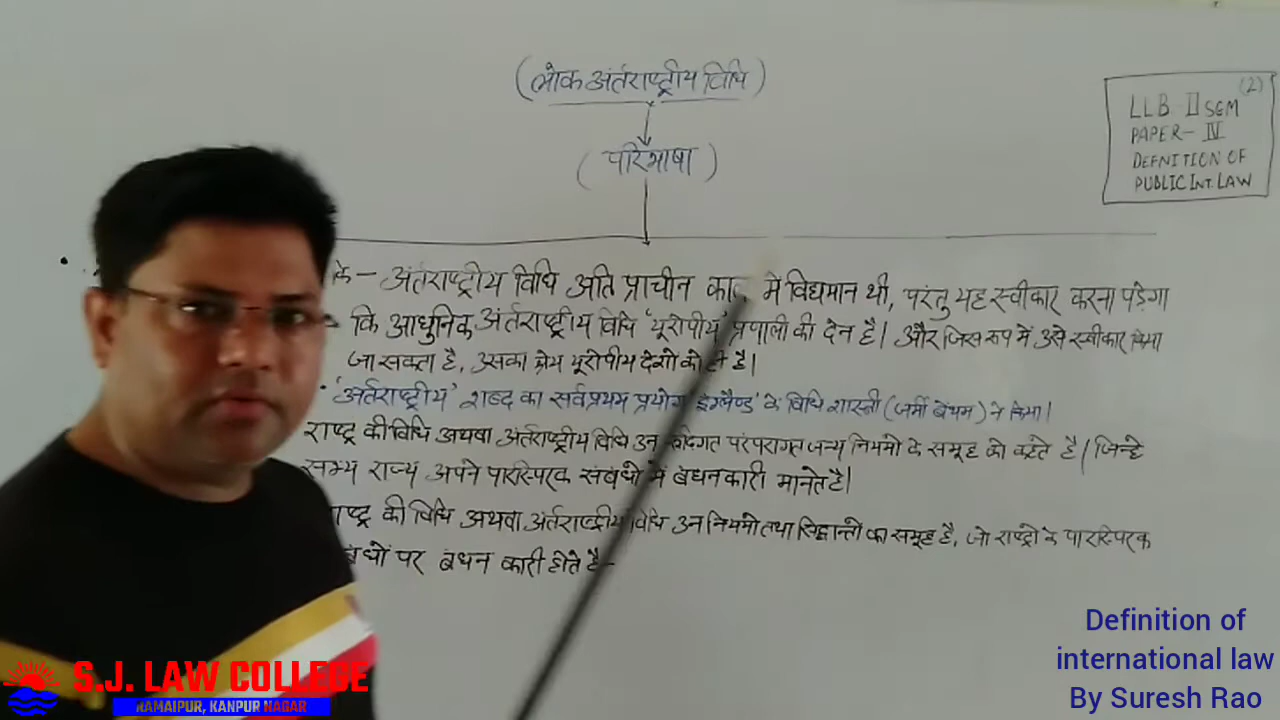 (लोक अंर्तराष्ट्रीय विधि)
(परिभाषा)
(2)
LLB - II SEM
PAPER - IV
DEFNITION OF
PUBLIC INT. LAW
के - अंतराष्ट्रीय विधि अति प्राचीन में विद्यमान थी, परंतु यह स्वीकार करना पड़ेगा
कि आधुनिक अंर्तराष्ट्रीय विधि 'यूरोपीय' प्रणाली की देन है। और जिस रूप में उसे स्वीकार किया
जा सकता है, उसका श्रेय यूरोपीय देशों को ही है।
'अंर्तराष्ट्रीय' शब्द का सर्वप्रथम प्रयोग 'इंग्लैण्ड' के विधि शास्त्री (जर्मी बेंथम) ने किया।
राष्ट्र की विधि अथवा अंर्तराष्ट्रीय विधि उन परंपरागत जन्य नियमों के समूह को कहते है। जिन्हे
सभ्य राज्य अपने पारस्परिक संबंधो में बंधनकारी मानते है।
राष्ट्र की विधि अथवा अंर्तराष्ट्रीय विधि उन नियमो तथा सिद्धान्तों का समूह है, जो राष्ट्रो के पारस्परिक
बंधों पर बंधन कारी होते है-
Definition of
international law
By Suresh Rao
S.J. LAW COLLEGE
RAMAIPUR, KANPUR NAGAR